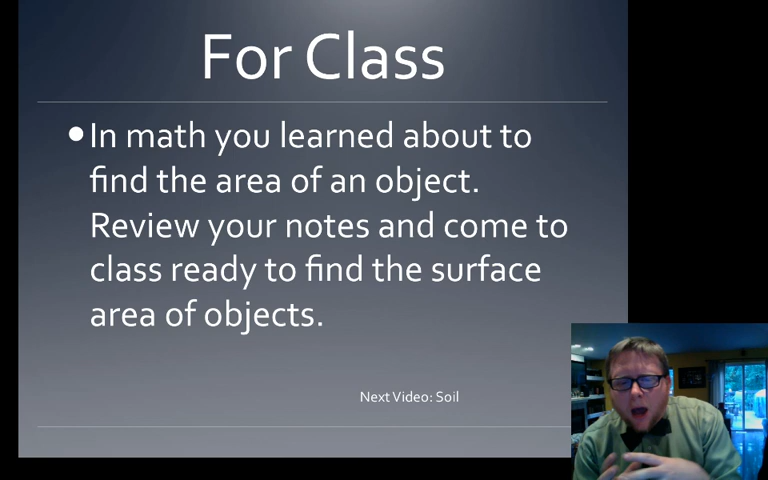 For Class
•In math you learned about to
find the area of an object.
Review your notes and come to
class ready to find the surface
area of objects.
Next Video: Soil